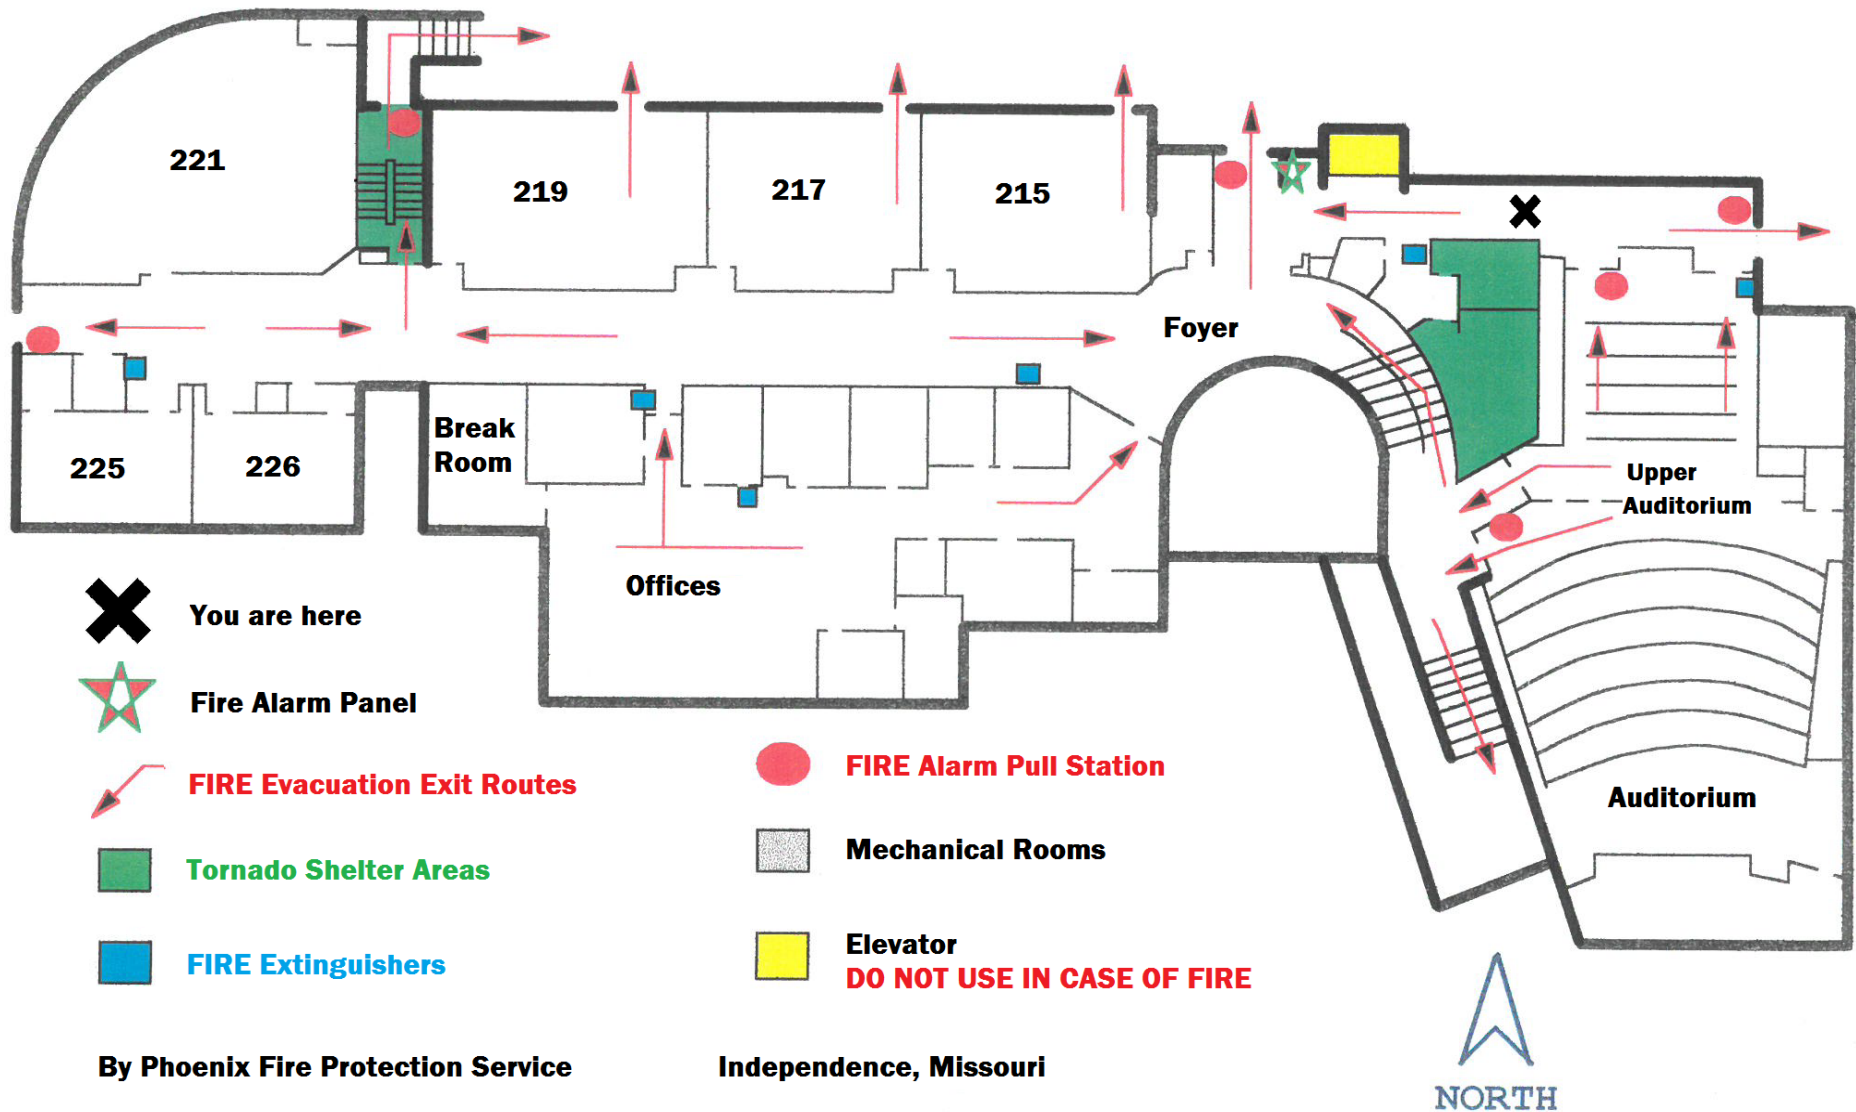 221
219
217
215
Foyer
Break
Room
225
226
Upper
Auditorium
Offices
You are here
Fire Alarm Panel
FIRE Evacuation Exit Routes
Tornado Shelter Areas
FIRE Extinguishers
FIRE Alarm Pull Station
Mechanical Rooms
Elevator
DO NOT USE IN CASE OF FIRE
Auditorium
By Phoenix Fire Protection Service
Independence, Missouri
NORTH